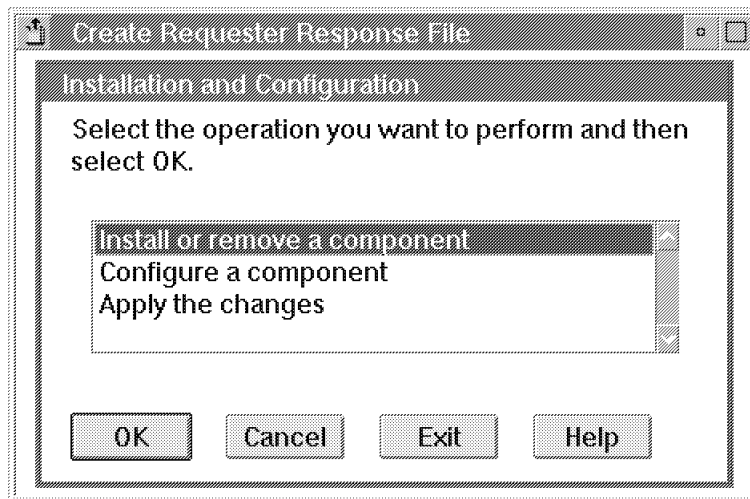 Create Requester Response File
Installation and Configuration
Select the operation you want to perform and then
select OK.
Install or remove a component
Configure a component
Apply the changes
OK Cancel Exit Help